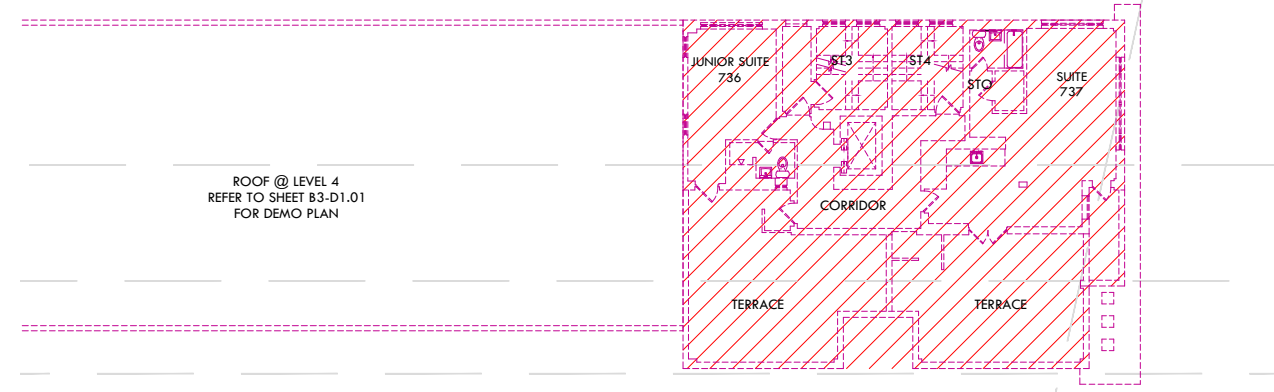 JUNIOR SUITE
736
ST3
ST4
STO
SUITE
737
ROOF @ LEVEL 4
REFER TO SHEET B3-D1.01
FOR DEMO PLAN
CORRIDOR
TERRACE
TERRACE